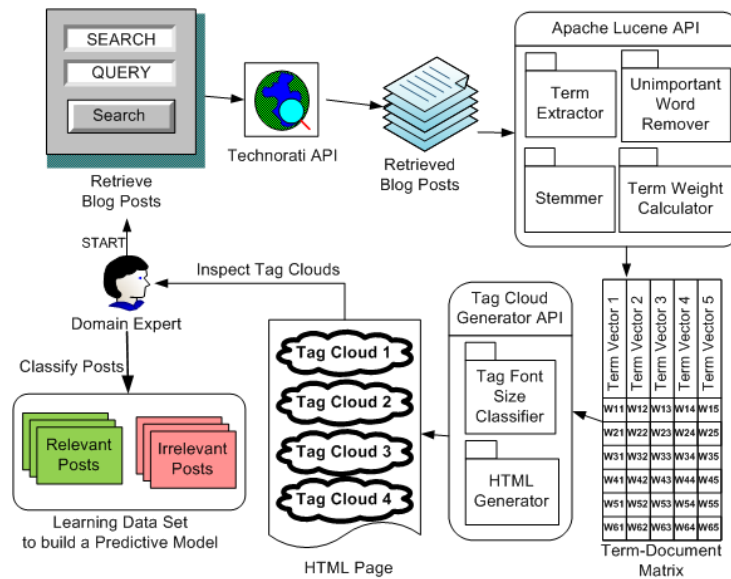 SEARCH
QUERY
Search
Retrieve
Blog Posts
Technorati API
Retrieved
Blog Posts
Apache Lucene API
Term
Extractor
Unimportant
Word
Remover
Stemmer
Term Weight
Calculator
START
Domain Expert
Inspect Tag Clouds
Classify Posts
Relevant
Posts
Irrelevant
Posts
Learning Data Set
to build a Predictive Model
Tag Cloud 1
Tag Cloud 2
Tag Cloud 3
Tag Cloud 4
HTML Page
Tag Cloud
Generator API
Tag Font
Size
Classifier
HTML
Generator
Term Vector 1
Term Vector 2
Term Vector 3
Term Vector 4
Term Vector 5
W11 W12 W13 W14 W15
W21 W22 W23 W24 W25
W31 W32 W33 W34 W35
W41 W42 W43 W44 W45
W51 W52 W53 W54 W55
W61 W62 W63 W64 W65
Term-Document
Matrix